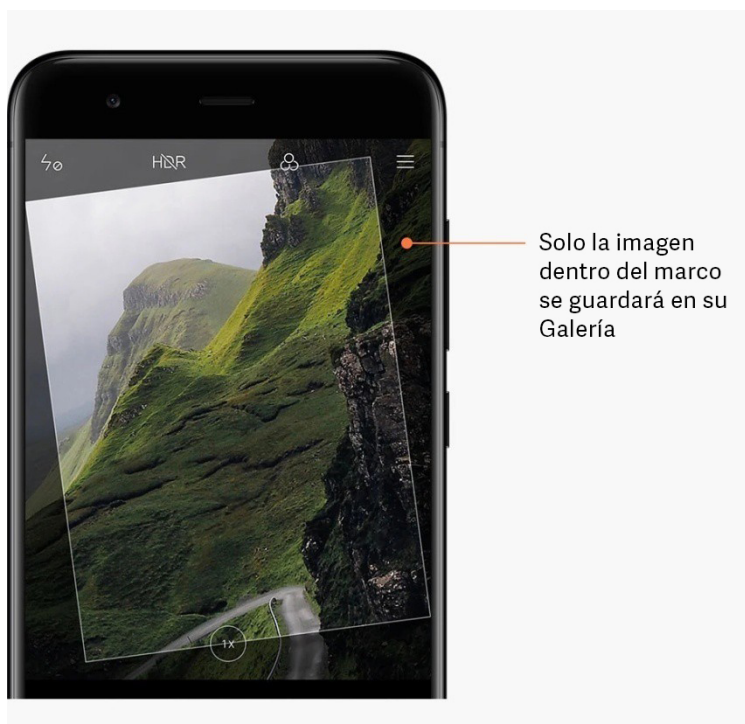 HDR
Solo la imagen
dentro del marco
se guardará en su
Galería
1X